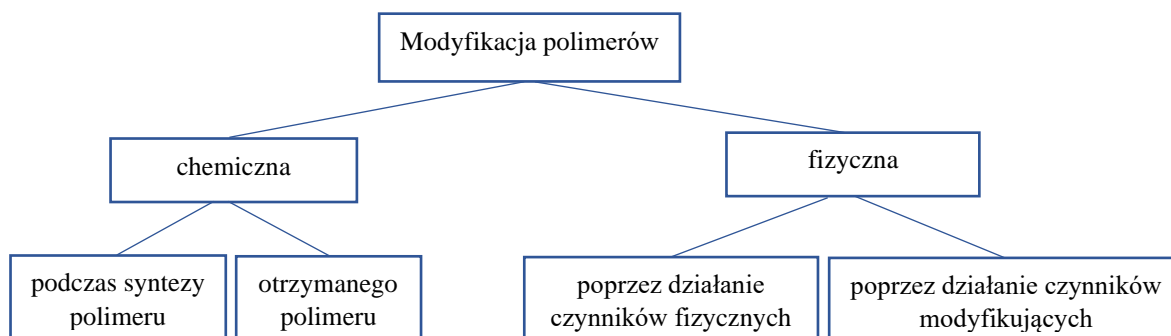 Modyfikacja polimerów
chemiczna
fizyczna
podczas syntezy
polimeru
otrzymanego
polimeru
poprzez działanie
czynników fizycznych
poprzez działanie czynników
modyfikujących